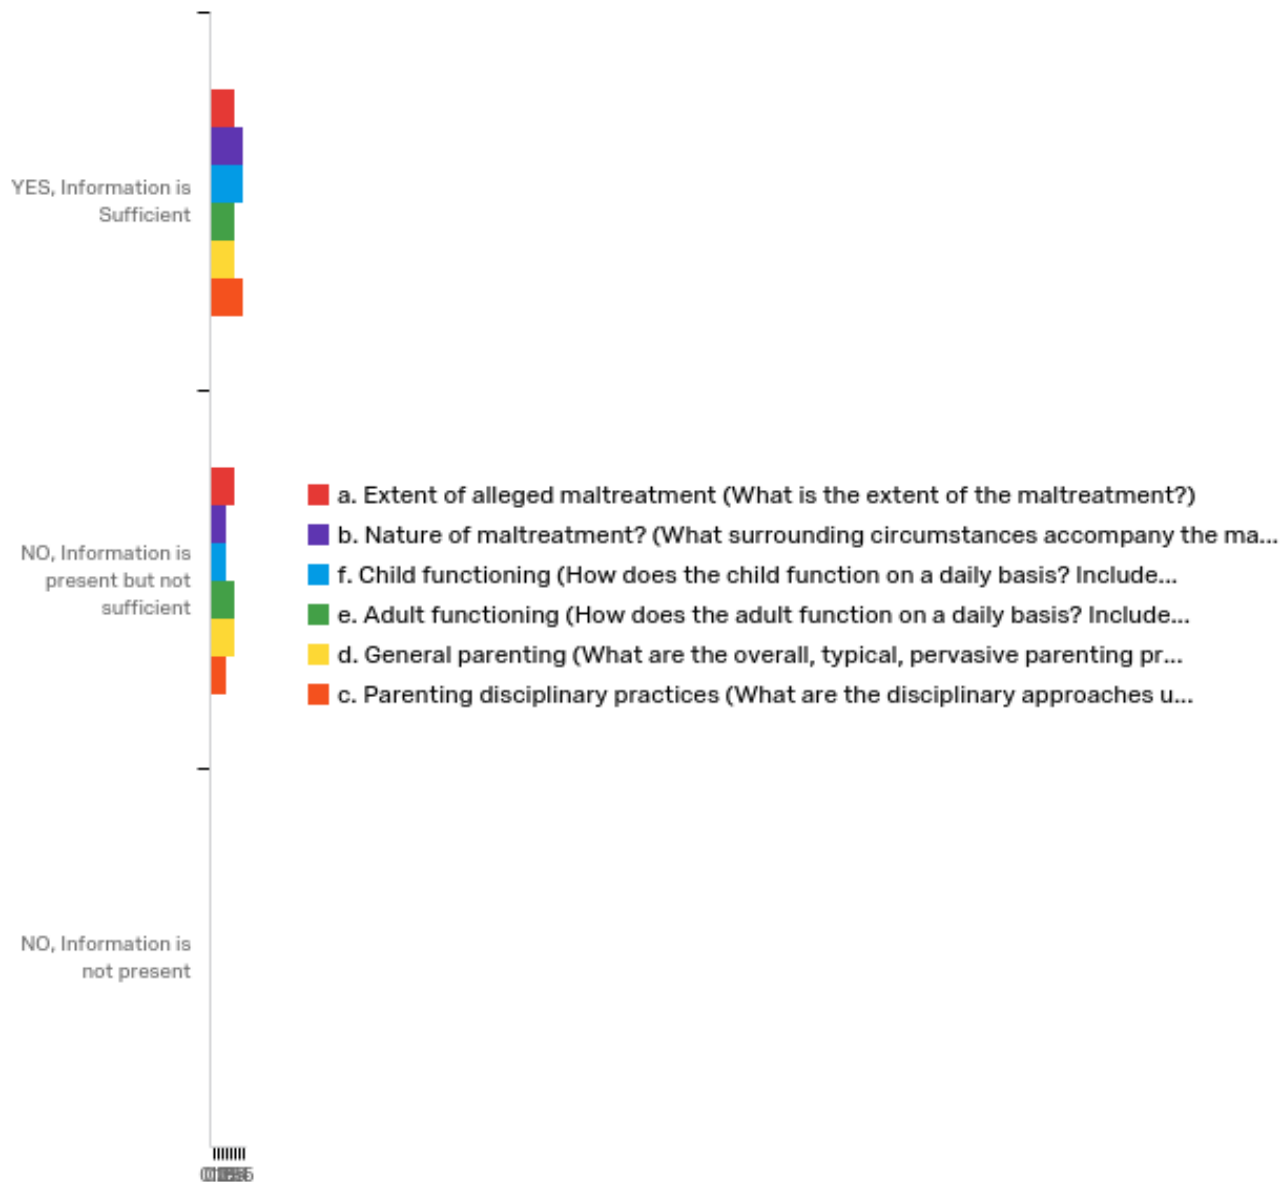 YES, Information is
Sufficient
NO, Information is
present but not
sufficient
a. Extent of alleged maltreatment (What is the extent of the maltreatment?)
b. Nature of maltreatment? (What surrounding circumstances accompany the ma...
f. Child functioning (How does the child function on a daily basis? Include...
e. Adult functioning (How does the adult function on a daily basis? Include...
d. General parenting (What are the overall, typical, pervasive parenting pr...
c. Parenting disciplinary practices (What are the disciplinary approaches u...
NO, Information is
not present